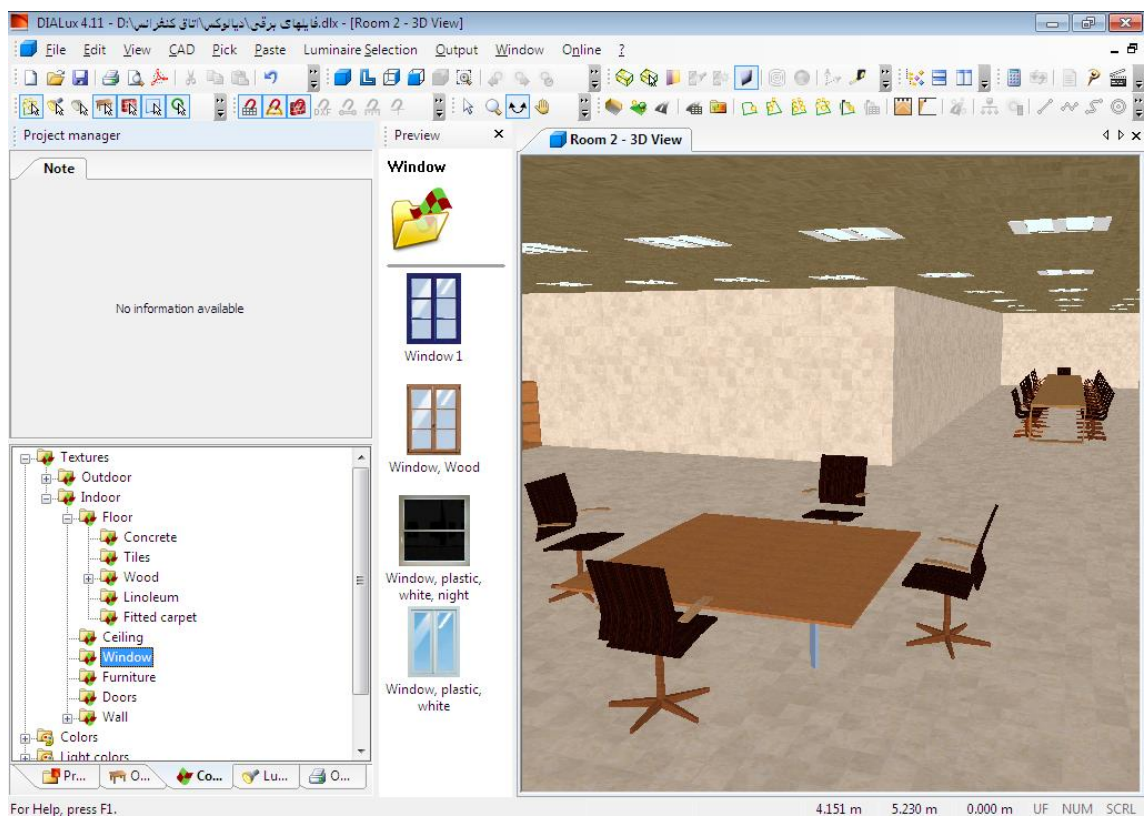 DIALux 4.11 - D:\فایلهای برقی\دیالوکس\اتاق کنفرانس.dlx - [Room 2 - 3D View]
File Edit View CAD Pick Paste Luminaire Selection Output Window Online ?
Project manager
Note
No information available
Textures
Outdoor
Indoor
Floor
Concrete
Tiles
Wood
Linoleum
Fitted carpet
Ceiling
Window
Furniture
Doors
Wall
Colors
Light colors
Pr... O... Co... Lu... O...
Preview
Window
Window 1
Window, Wood
Window, plastic,
white, night
Window, plastic,
white
Room 2 - 3D View
For Help, press F1.
4.151 m 5.230 m 0.000 m UF NUM SCRL